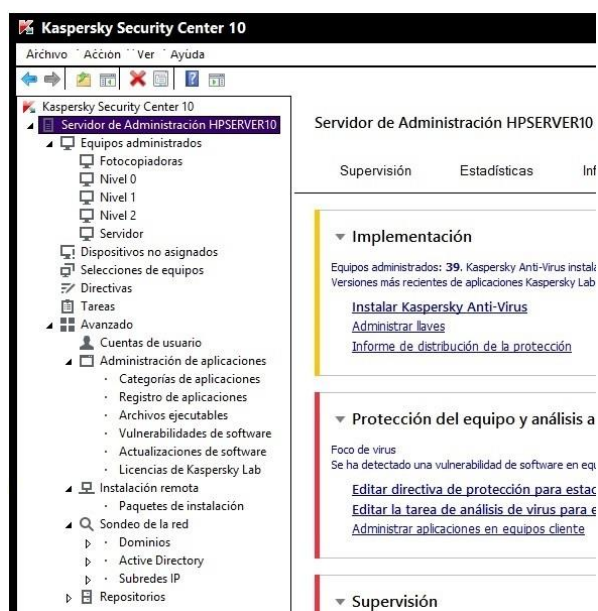 Kaspersky Security Center 10
Archivo Acción Ver Ayuda
Kaspersky Security Center 10
Servidor de Administración HPSERVER10
Equipos administrados
Fotocopiadoras
Nivel 0
Nivel 1
Nivel 2
Servidor
Dispositivos no asignados
Selecciones de equipos
Directivas
Tareas
Avanzado
Cuentas de usuario
Administración de aplicaciones
Categorías de aplicaciones
Registro de aplicaciones
Archivos ejecutables
Vulnerabilidades de software
Actualizaciones de software
Licencias de Kaspersky Lab
Instalación remota
Paquetes de instalación
Sondeo de la red
Dominios
Active Directory
Subredes IP
Repositorios
Servidor de Administración HPSERVER10
Supervisión Estadísticas Inf
Implementación
Equipos administrados: 39. Kaspersky Anti-Virus instala
Versiones más recientes de aplicaciones Kaspersky Lab
Instalar Kaspersky Anti-Virus
Administrar llaves
Informe de distribución de la protección
Protección del equipo y análisis a
Foco de virus
Se ha detectado una vulnerabilidad de software en equ
Editar directiva de protección para estac
Editar la tarea de análisis de virus para e
Administrar aplicaciones en equipos cliente
Supervisión